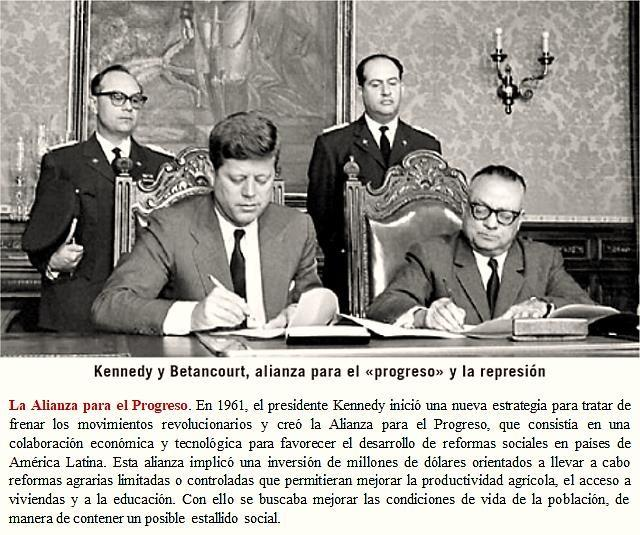 Kennedy y Betancourt, alianza para el «progreso» y la represión
La Alianza para el Progreso. En 1961, el presidente Kennedy inició una nueva estrategia para tratar de
frenar los movimientos revolucionarios y creó la Alianza para el Progreso, que consistía en una
colaboración económica y tecnológica para favorecer el desarrollo de reformas sociales en países de
América Latina. Esta alianza implicó una inversión de millones de dólares orientados a llevar a cabo
reformas agrarias limitadas o controladas que permitieran mejorar la productividad agrícola, el acceso a
viviendas y a la educación. Con ello se buscaba mejorar las condiciones de vida de la población, de
manera de contener un posible estallido social.